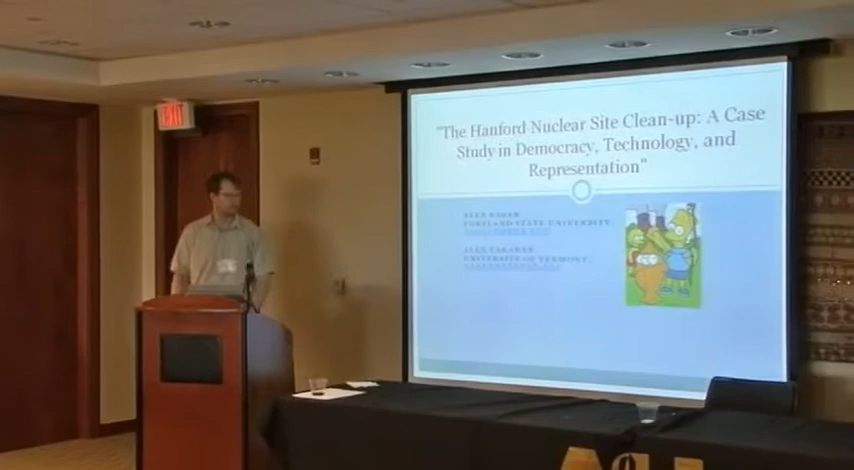 EXIT
"The Hanford Nuclear Site Clean-up: A Case
Study in Democracy, Technology, and
Representation"
PORTLAND STATE UNIVERSITY,
UNIVERSITY OF VERMONT,